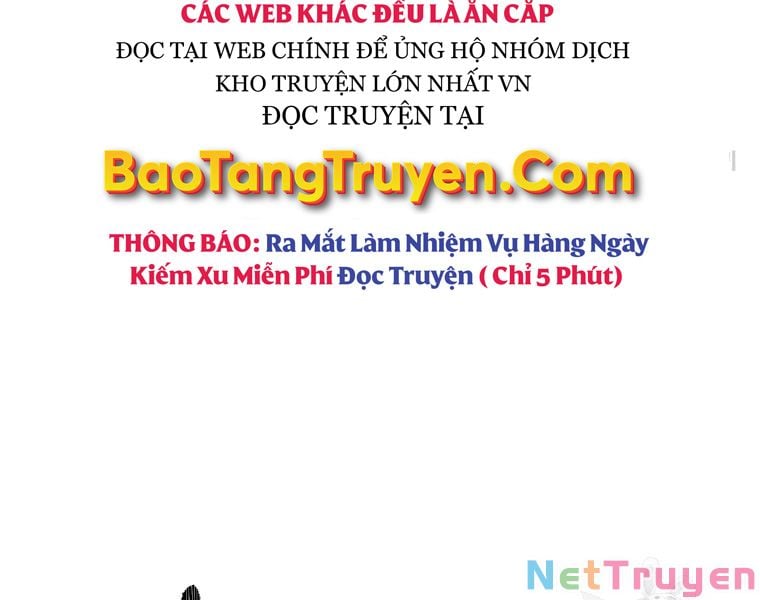 CÁC WEB KHÁC ĐỀU LÀ ĂN CẮP
ĐỌC TẠI WEB CHÍNH ĐỂ ỦNG HỘ NHÓM DỊCH
KHO TRUYỆN LỚN NHẤT VN
ĐỌC TRUYỆN TẠI
BaoTangTruyen.Com
THÔNG BÁO: Ra Mắt Làm Nhiệm Vụ Hàng Ngày
Kiếm Xu Miễn Phí Đọc Truyện ( Chỉ 5 Phút)
NetTruyen